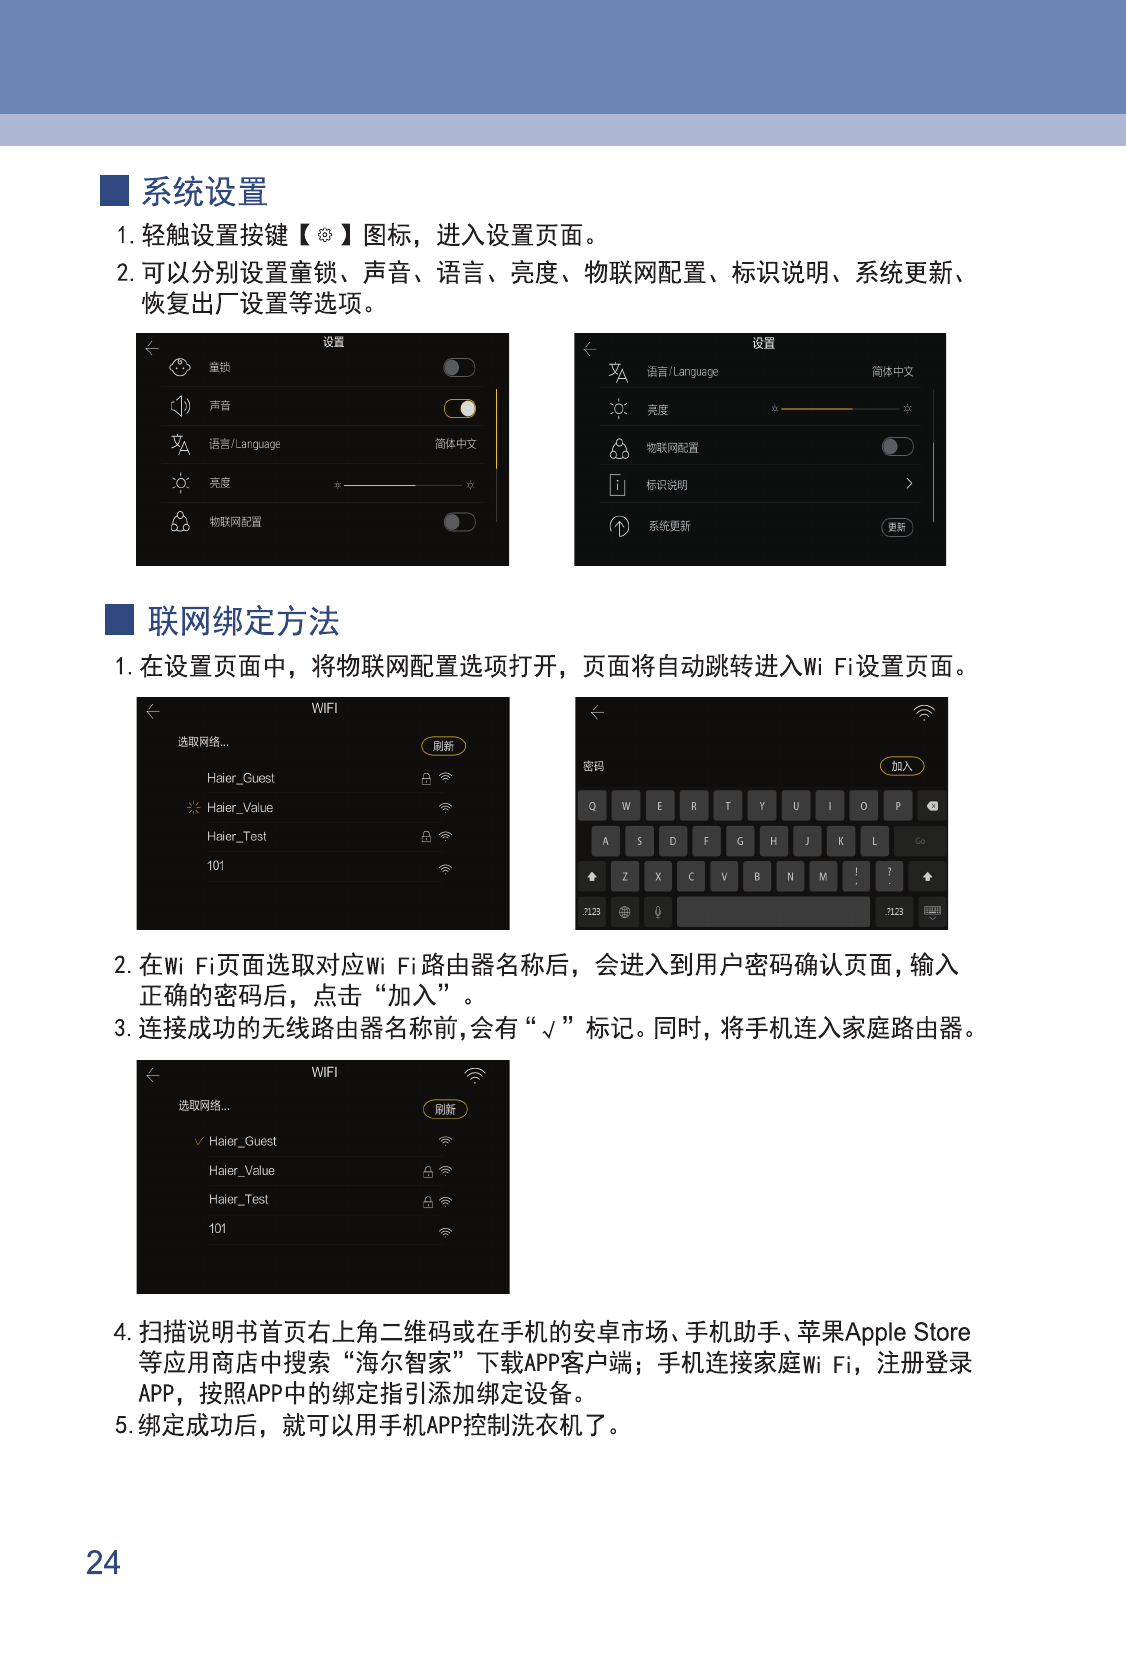 系统设置
1. 轻触设置按键【 】图标，进入设置页面。
2. 可以分别设置童锁、声音、语言、亮度、物联网配置、标识说明、系统更新、
恢复出厂设置等选项。
设置
童锁
声音
语言/Language 简体中文
亮度
物联网配置
设置
语言/Language 简体中文
亮度
物联网配置
标识说明
系统更新 更新
联网绑定方法
1. 在设置页面中，将物联网配置选项打开，页面将自动跳转进入Wi Fi设置页面。
WIFI
选取网络... 刷新
Haier_Guest
Haier_Value
Haier_Test
101
密码 加入
Q W E R T Y U I O P
A S D F G H J K L Go
Z X C V B N M ! , ? .
.?123 .?123
2. 在Wi Fi页面选取对应Wi Fi路由器名称后，会进入到用户密码确认页面，输入
正确的密码后，点击“加入”。
3. 连接成功的无线路由器名称前，会有“√”标记。同时，将手机连入家庭路由器。
WIFI
选取网络... 刷新
√ Haier_Guest
Haier_Value
Haier_Test
101
4. 扫描说明书首页右上角二维码或在手机的安卓市场、手机助手、苹果Apple Store
等应用商店中搜索“海尔智家”下载APP客户端；手机连接家庭Wi Fi，注册登录
APP，按照APP中的绑定指引添加绑定设备。
5. 绑定成功后，就可以用手机APP控制洗衣机了。
24